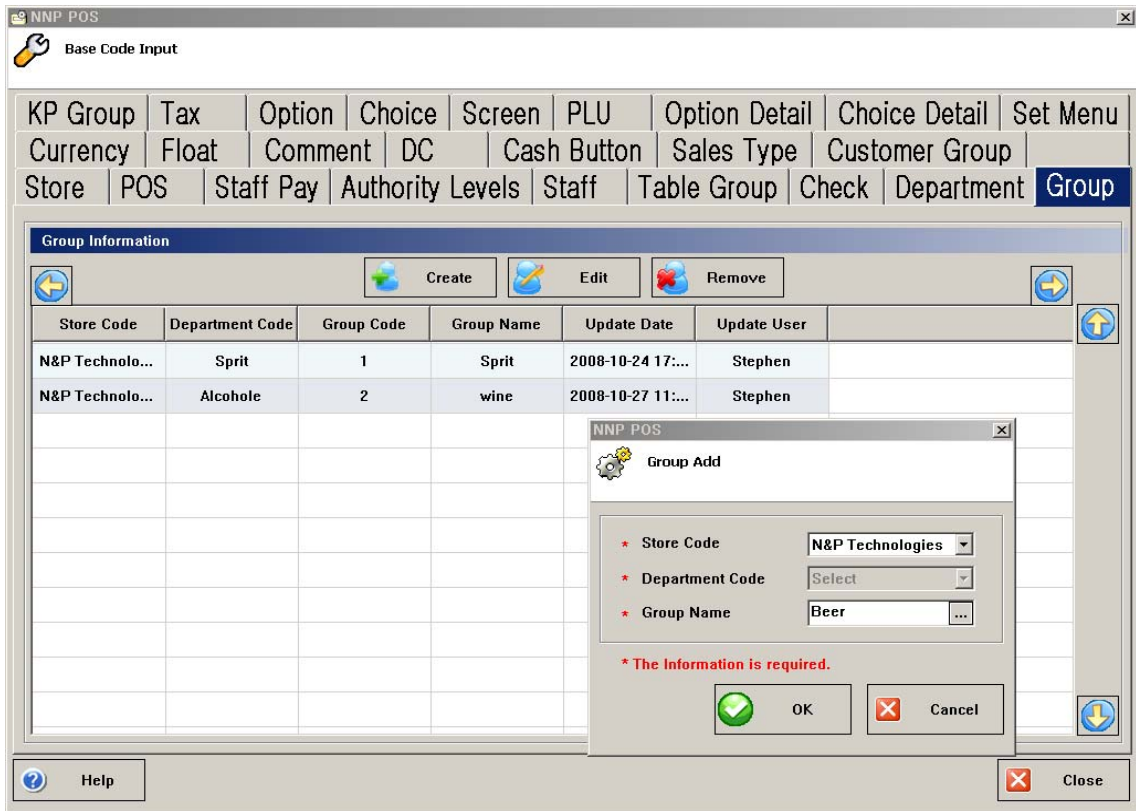 NNP POS
Base Code Input
KP Group Tax Option Choice Screen PLU Option Detail Choice Detail Set Menu
Currency Float Comment DC Cash Button Sales Type Customer Group
Store POS Staff Pay Authority Levels Staff Table Group Check Department Group
Group Information
Create Edit Remove
Store Code Department Code Group Code Group Name Update Date Update User
N&P Technolo... Sprit 1 Sprit 2008-10-24 17:... Stephen
N&P Technolo... Alcohole 2 wine 2008-10-27 11:... Stephen
NNP POS
Group Add
* Store Code N&P Technologies
* Department Code Select
* Group Name Beer ...
* The Information is required.
OK Cancel
Help Close